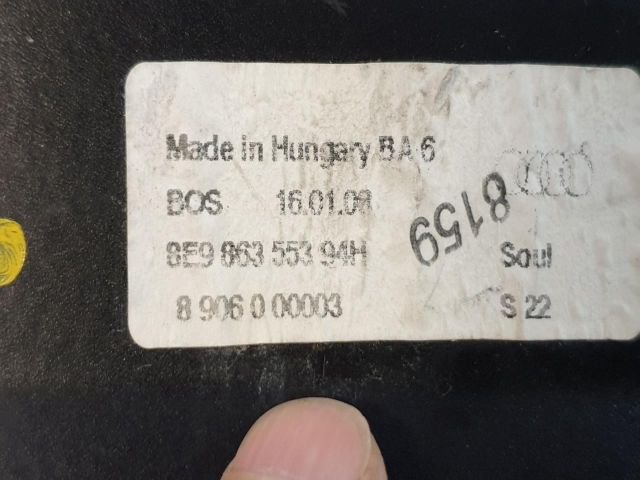 Made in Hungary BA 6
BOS 16.01.08
8159
8E9 863 553 94H Soul
8 906 0 00003 S 22